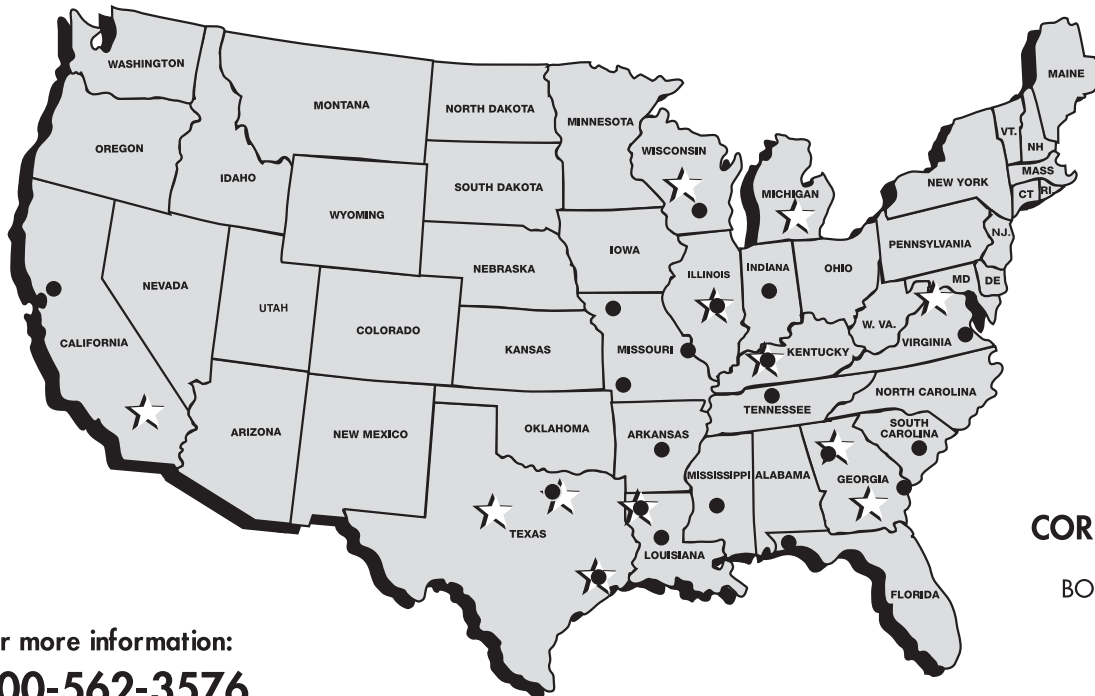 WASHINGTON
MAINE
MONTANA
NORTH DAKOTA
MINNESOTA
VT.
OREGON
WISCONSIN
NH
MASS
IDAHO
SOUTH DAKOTA
MICHIGAN
NEW YORK
CT
RI
WYOMING
NJ.
PENNSYLVANIA
IOWA
NEBRASKA
ILLINOIS
INDIANA
OHIO
MD
DE
NEVADA
UTAH
W. VA.
COLORADO
CALIFORNIA
KANSAS
MISSOURI
KENTUCKY
VIRGINIA
NORTH CAROLINA
TENNESSEE
SOUTH
CAROLINA
ARIZONA
NEW MEXICO
OKLAHOMA
ARKANSAS
MISSISSIPPI
ALABAMA
GEORGIA
TEXAS
LOUISIANA
FLORIDA
COR
BO
r more information:
00-562-3576